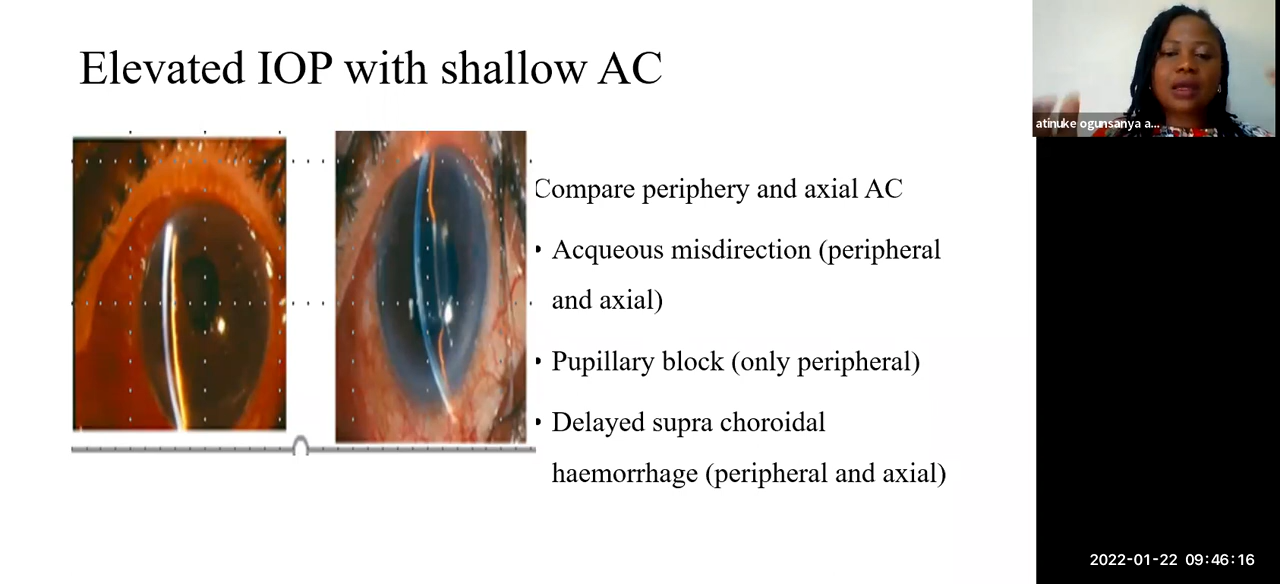 Elevated IOP with shallow AC
atinuke ogunsanya a...
Compare periphery and axial AC
• Acqueous misdirection (peripheral
and axial)
• Pupillary block (only peripheral)
• Delayed supra choroidal
haemorrhage (peripheral and axial)
2022-01-22 09:46:16